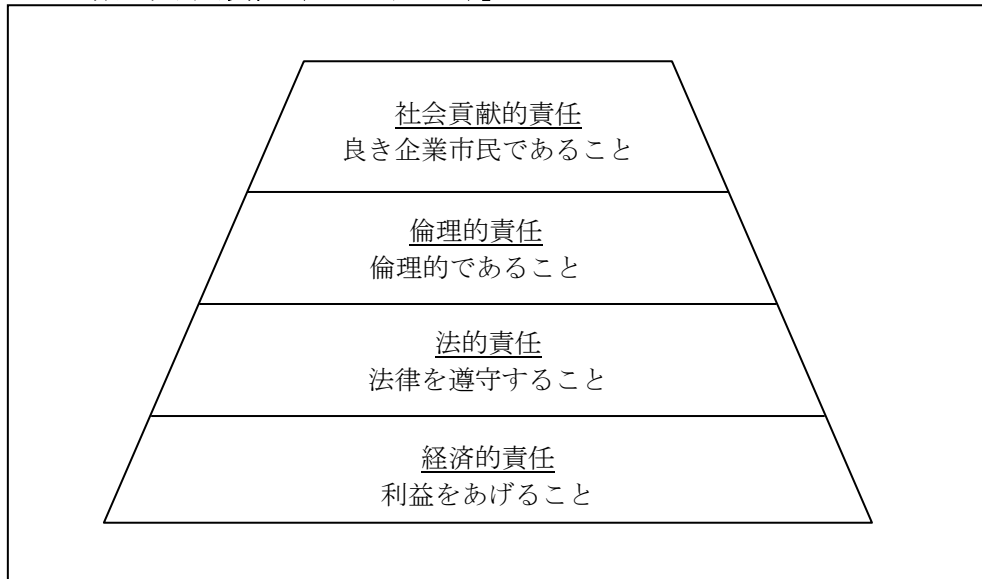 社会貢献的責任
良き企業市民であること
倫理的責任
倫理的であること
法的責任
法律を遵守すること
経済的責任
利益をあげること